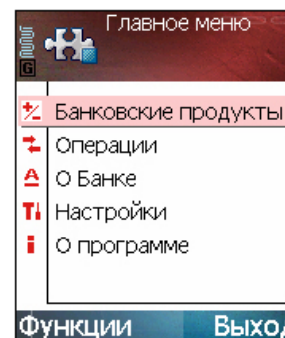 Главное меню
G
Банковские продукты
Операции
О Банке
Настройки
О программе
Функции Выхо